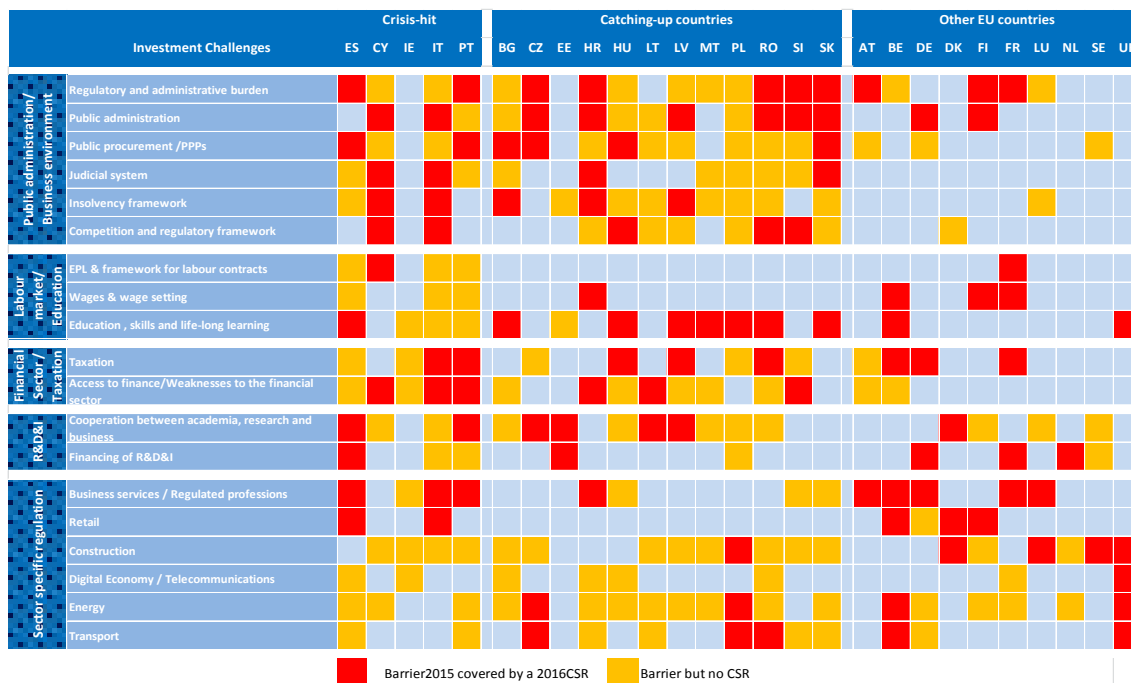 Crisis-hit Catching-up countries Other EU countries
Investment Challenges ES CY IE IT PT BG CZ EE HR HU LT LV MT PL RO SI SK AT BE DE DK FI FR LU NL SE
Public administration/
Business environment
Regulatory and administrative burden
Public administration
Public procurement /PPPs
Judicial system
Insolvency framework
Competition and regulatory framework
Labour
market/
Education
EPL & framework for labour contracts
Wages & wage setting
Education , skills and life-long learning
Financial
Sector /
Taxation
Taxation
Access to finance/Weaknesses to the financial
sector
R&D&I
Cooperation between academia, research and
business
Financing of R&D&I
Sector specific regulation
Business services / Regulated professions
Retail
Construction
Digital Economy / Telecommunications
Energy
Transport
Barrier2015 covered by a 2016CSR Barrier but no CSR